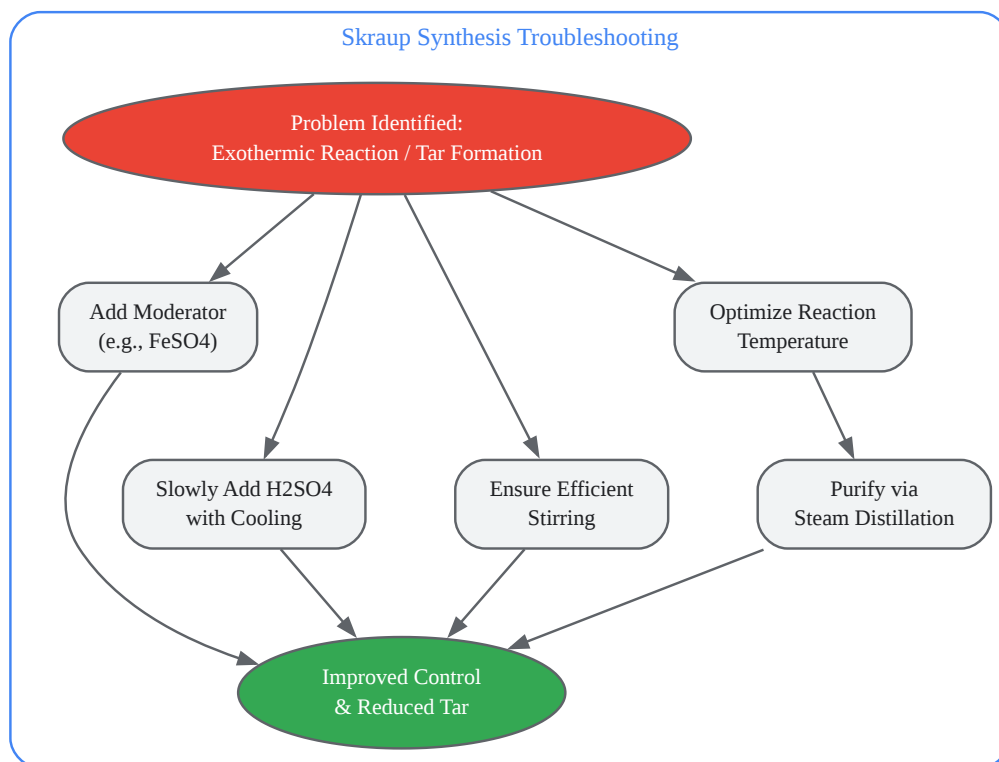 Skraup Synthesis Troubleshooting
Problem Identified:
Exothermic Reaction / Tar Formation
Add Moderator
(e.g., FeSO4)
Optimize Reaction
Temperature
Slowly Add H2SO4
with Cooling
Ensure Efficient
Stirring
Purify via
Steam Distillation
Improved Control
& Reduced Tar